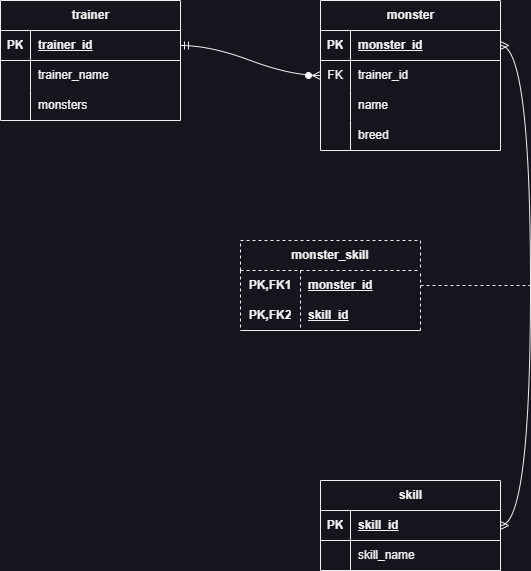 trainer
PK trainer_id
trainer_name
monsters
monster
PK monster_id
FK trainer_id
name
breed
monster_skill
PK,FK1 monster_id
PK,FK2 skill_id
skill
PK skill_id
skill_name